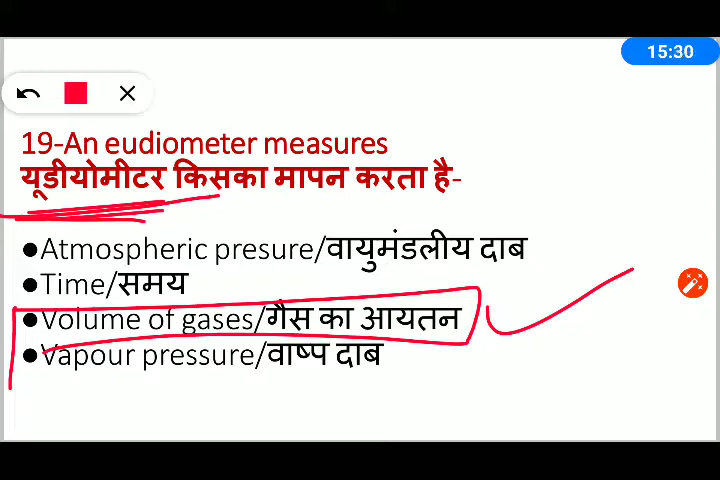 15:30
19-An eudiometer measures
यूडीयोमीटर किसका मापन करता है-
●Atmospheric presure/वायुमंडलीय दाब
●Time/समय
●Volume of gases/गैस का आयतन
●Vapour pressure/वाष्प दाब